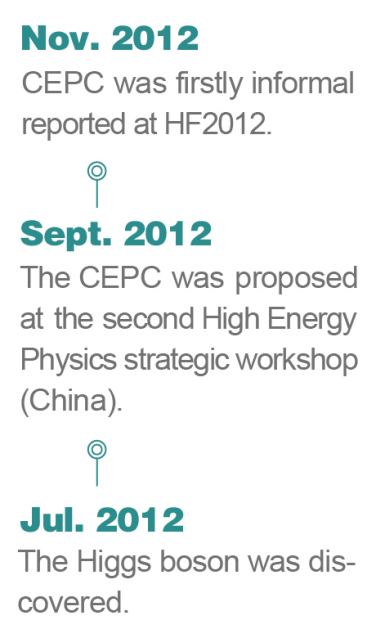 Nov. 2012
CEPC was firstly informal
reported at HF2012.
Sept. 2012
The CEPC was proposed
at the second High Energy
Physics strategic workshop
(China).
Jul. 2012
The Higgs boson was dis-
covered.